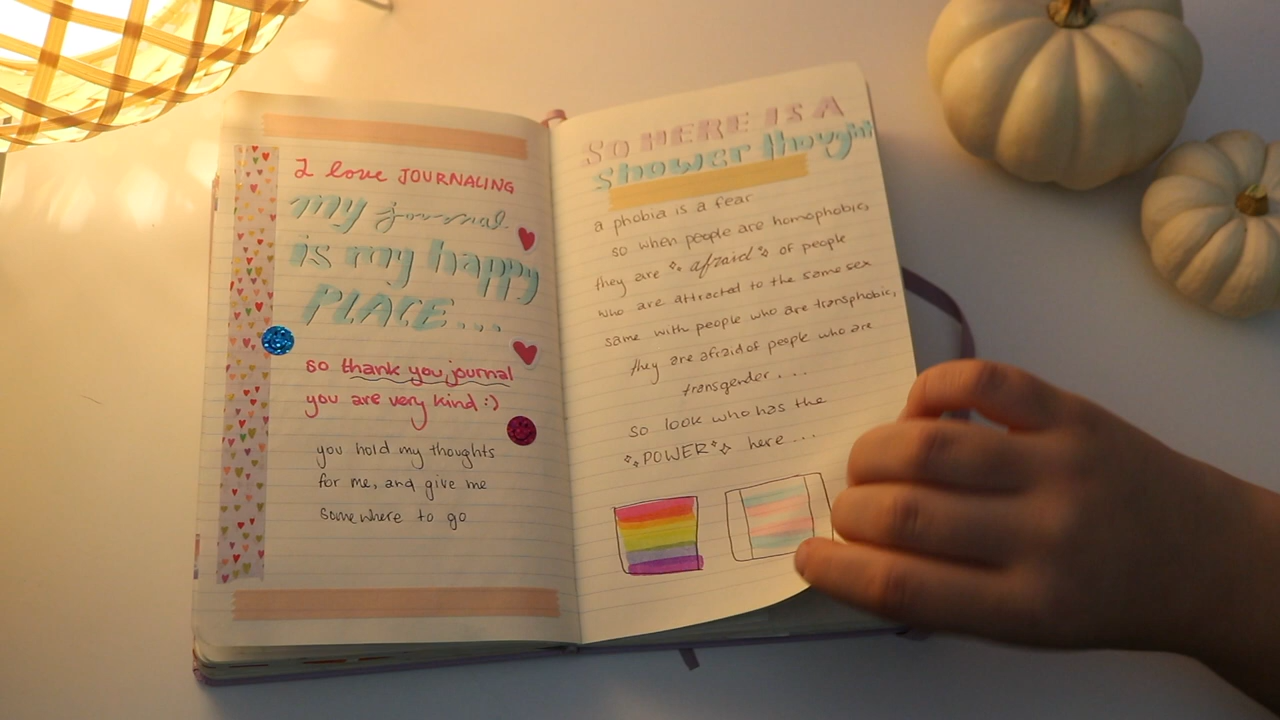 I love JOURNALING
my journal
is my happy
PLACE...
so thank you journal
you are very kind :)
you hold my thoughts
for me, and give me
somewhere to go
SO HERE IS A
shower thought
a phobia is a fear
so when people are homophobic,
they are afraid of people
who are attracted to the same sex
same with people who are transphobic,
they are afraid of people who are
transgender...
so look who has the
POWER here...